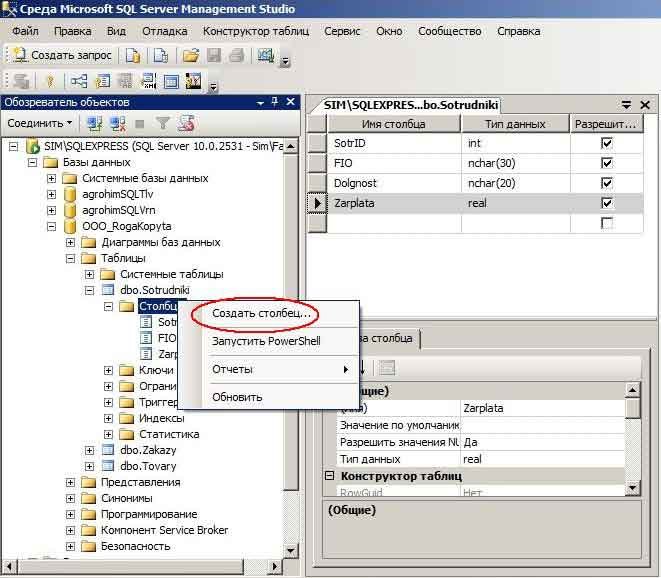 Среда Microsoft SQL Server Management Studio
Файл Правка Вид Отладка Конструктор таблиц Сервис Окно Сообщество Справка
Создать запрос
Обозреватель объектов
Соединить
SIM\SQLEXPRESS (SQL Server 10.0.2531 - Sim\Fa
Базы данных
Системные базы данных
agrohimSQLTlv
agrohimSQLVrn
OOO_RogaKopyta
Диаграммы баз данных
Таблицы
Системные таблицы
dbo.Sotrudniki
Столбц
Sotr
FIO
Zarp
Ключи
Ограни
Триггер
Индексы
Статистика
dbo.Zakazy
dbo.Tovary
Представления
Синонимы
Программирование
Компонент Service Broker
Безопасность
Создать столбец...
Запустить PowerShell
Отчеты
Обновить
SIM\SQLEXPRES...bo.Sotrudniki
Имя столбца Тип данных Разрешит...
SotrID int
FIO nchar(30)
Dolgnost nchar(20)
Zarplata real
ва столбца
щие)
(Имя) Zarplata
Значение по умолчани
Разрешить значения NU Да
Тип данных real
Конструктор таблиц
RowGuid Нет
(Общие)